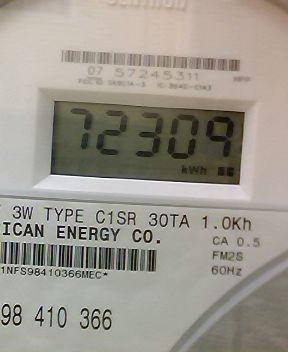 07 57245311
72309
kWh
3W TYPE C1SR 30TA 1.0Kh
ICAN ENERGY CO.
CA 0.5
FM2S
60Hz
1NFS98410366MEC*
98 410 366